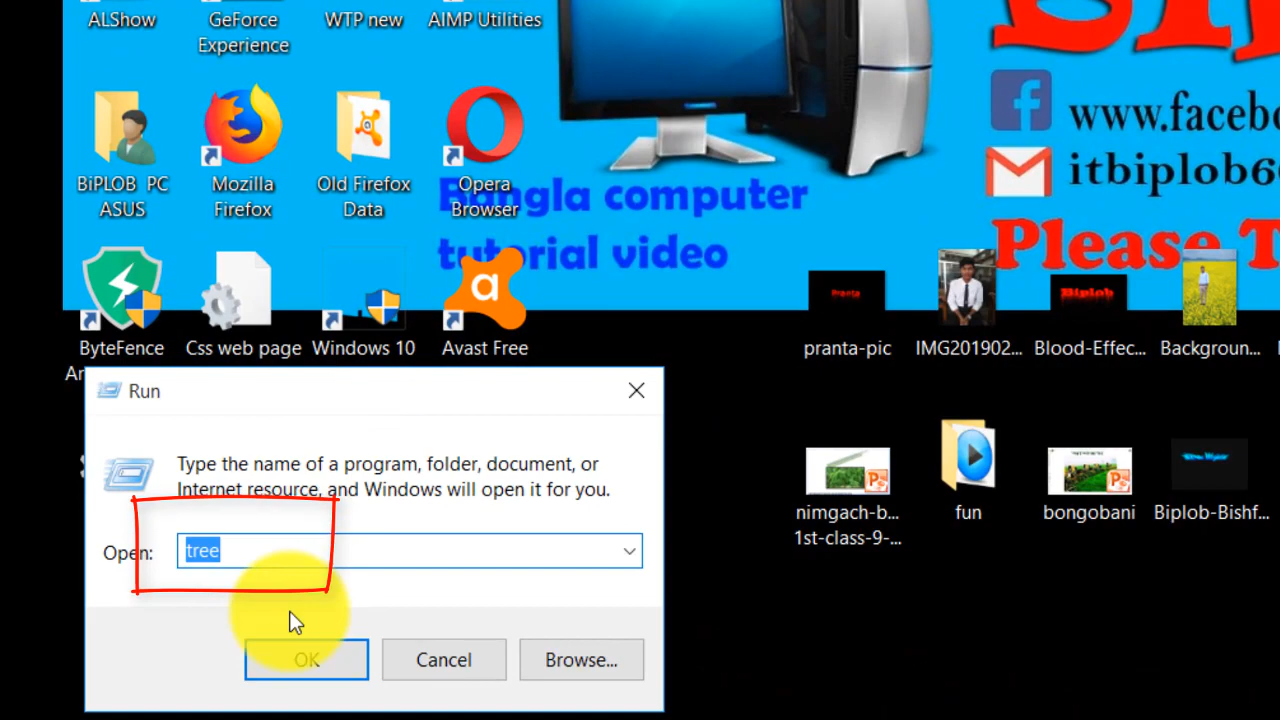 ALShow
GeForce
Experience
WTP new
AIMP Utilities
www.facebo
itbiplob6
Please T
BiPLOB PC
ASUS
Mozilla
Firefox
Old Firefox
Data
Opera
Browser
Bangla computer
tutorial video
ByteFence
Css web page
Windows 10
Avast Free
a
pranta-pic
IMG201902...
Blood-Effec...
Backgroun...
Pranta
Biplob
Run
Type the name of a program, folder, document, or
Internet resource, and Windows will open it for you.
Open:
tree
OK
Cancel
Browse...
nimgach-b...
1st-class-9-...
fun
bongobani
Biplob-Bishf...